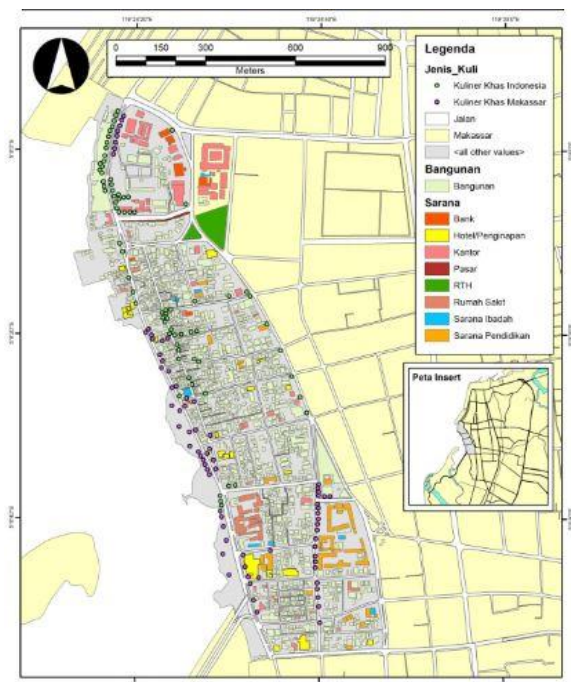 0 150 300 600 900
Meters
Legenda
Jenis_Kuli
Kuliner Khas Indonesia
Kuliner Khas Makassar
Jalan
Makassar
<all other values>
Bangunan
Bangunan
Sarana
Bank
Hotel/Penginapan
Kantor
Pasar
RTH
Rumah Sakit
Sarana Ibadah
Sarana Pendidikan
Peta Insert